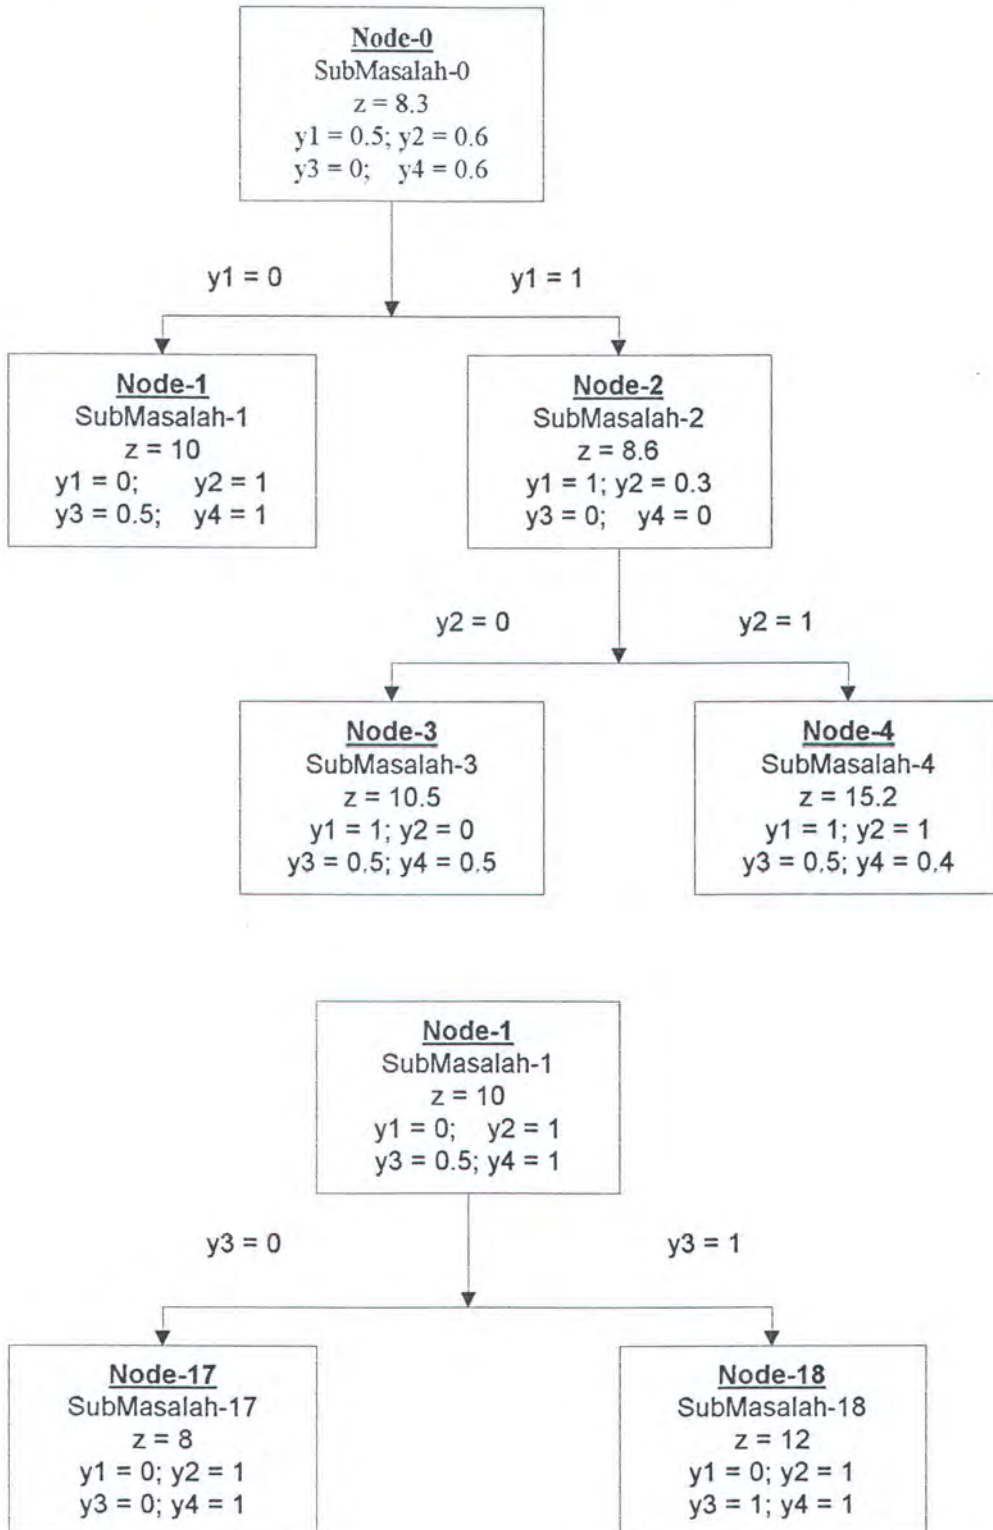 Node-0
SubMasalah-0
z = 8.3
y1 = 0.5; y2 = 0.6
y3 = 0; y4 = 0.6
y1 = 0
y1 = 1
Node-1
SubMasalah-1
z = 10
y1 = 0; y2 = 1
y3 = 0.5; y4 = 1
Node-2
SubMasalah-2
z = 8.6
y1 = 1; y2 = 0.3
y3 = 0; y4 = 0
y2 = 0
y2 = 1
Node-3
SubMasalah-3
z = 10.5
y1 = 1; y2 = 0
y3 = 0.5; y4 = 0.5
Node-4
SubMasalah-4
z = 15.2
y1 = 1; y2 = 1
y3 = 0.5; y4 = 0.4
Node-1
SubMasalah-1
z = 10
y1 = 0; y2 = 1
y3 = 0.5; y4 = 1
y3 = 0
y3 = 1
Node-17
SubMasalah-17
z = 8
y1 = 0; y2 = 1
y3 = 0; y4 = 1
Node-18
SubMasalah-18
z = 12
y1 = 0; y2 = 1
y3 = 1; y4 = 1